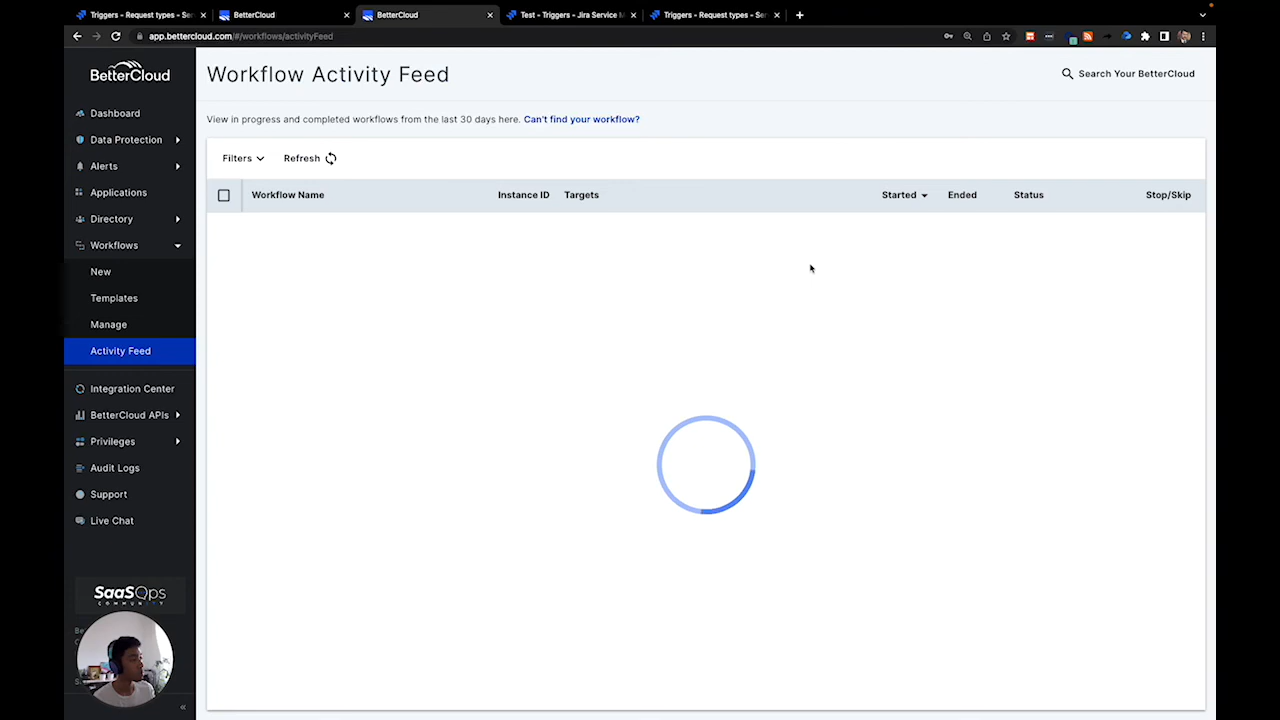 Triggers - Request types - Ser
BetterCloud
BetterCloud
Test - Triggers - Jira Service M
Triggers - Request types - Ser
app.bettercloud.com/#/workflows/activityFeed
BetterCloud
Dashboard
Data Protection
Alerts
Applications
Directory
Workflows
New
Templates
Manage
Activity Feed
Integration Center
BetterCloud APIs
Privileges
Audit Logs
Support
Live Chat
SaaSOps
COMMUNITY
Workflow Activity Feed
Search Your BetterCloud
View in progress and completed workflows from the last 30 days here. Can't find your workflow?
Filters
Refresh
Workflow Name
Instance ID
Targets
Started
Ended
Status
Stop/Skip